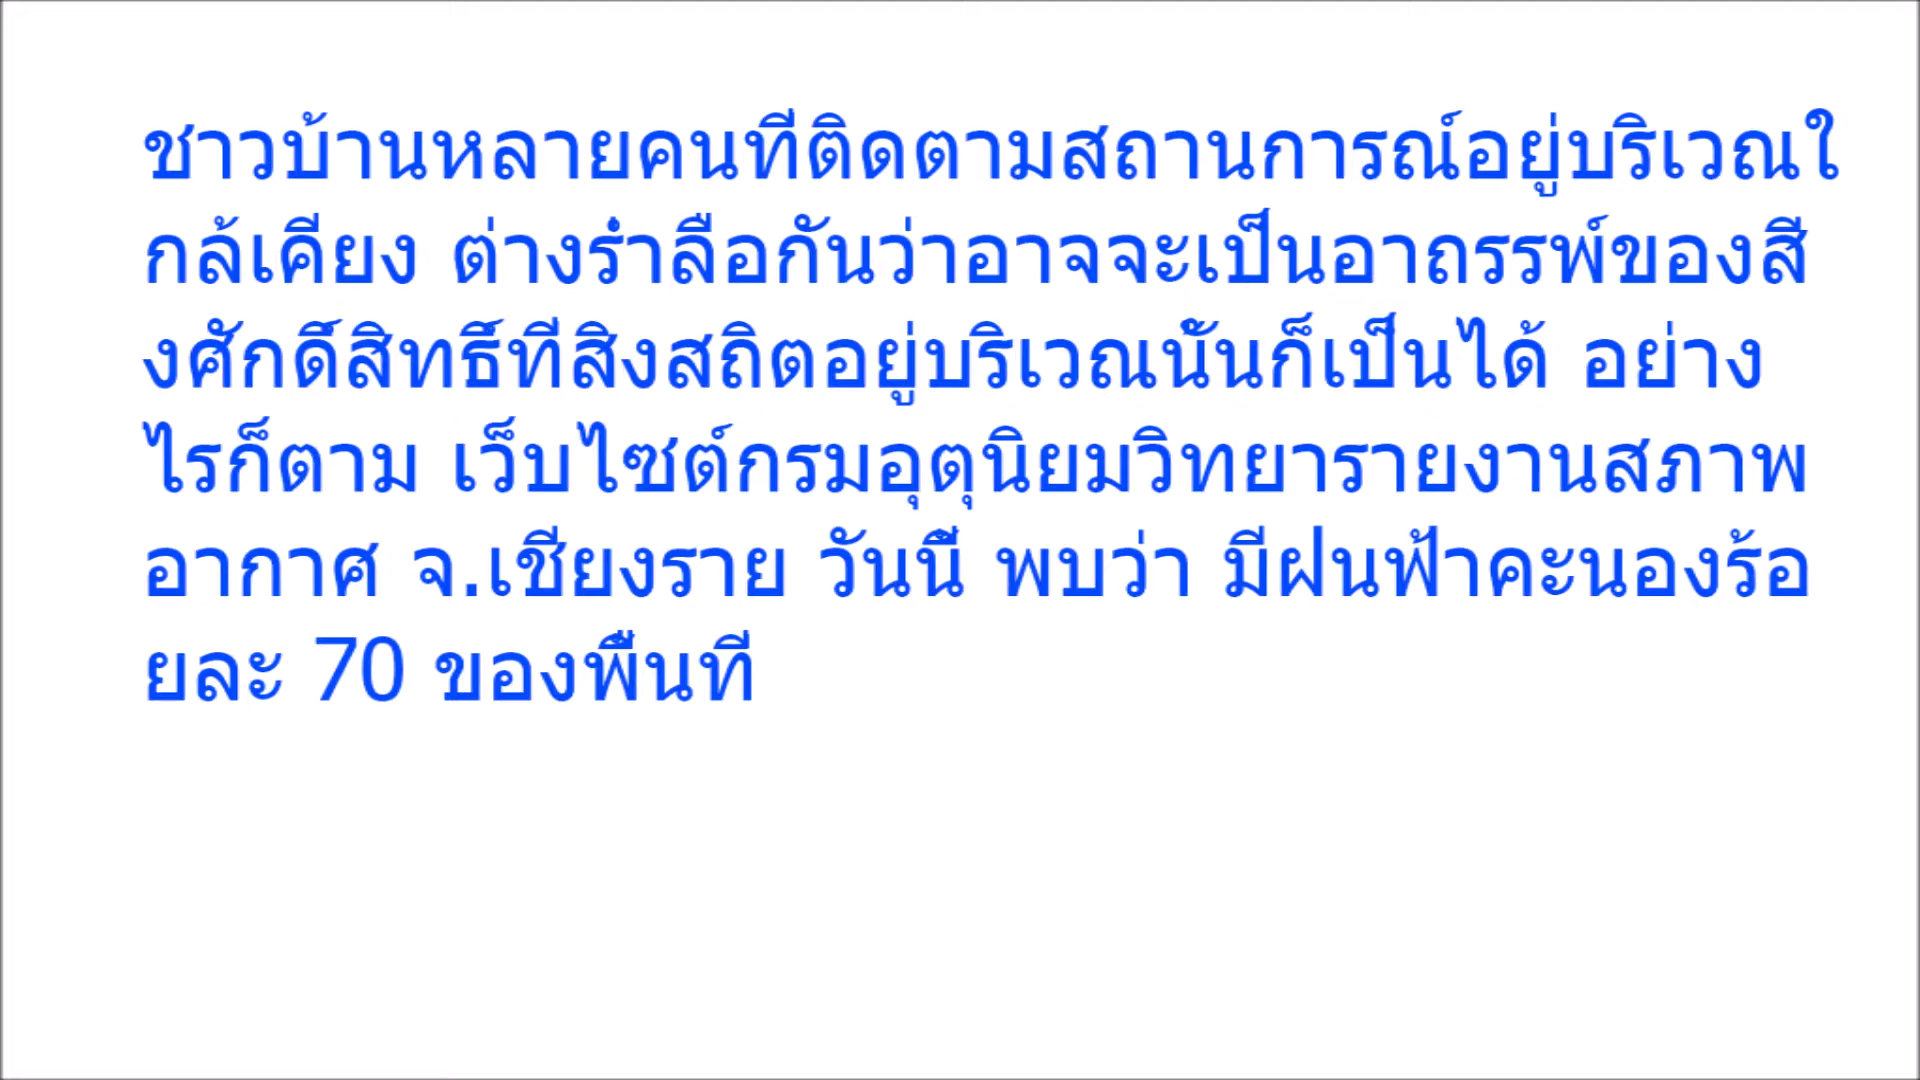 ชาวบ้านหลายคนที่ติดตามสถานการณ์อยู่บริเวณใ
กล้เคียง ต่างร่ำลือกันว่าอาจจะเป็นอาถรรพ์ของสิ่
งศักดิ์สิทธิ์ที่สิงสถิตอยู่บริเวณนั้นก็เป็นได้ อย่าง
ไรก็ตาม เว็บไซต์กรมอุตุนิยมวิทยารายงานสภาพ
อากาศ จ.เชียงราย วันนี้ พบว่า มีฝนฟ้าคะนองร้อ
ยละ 70 ของพื้นที่